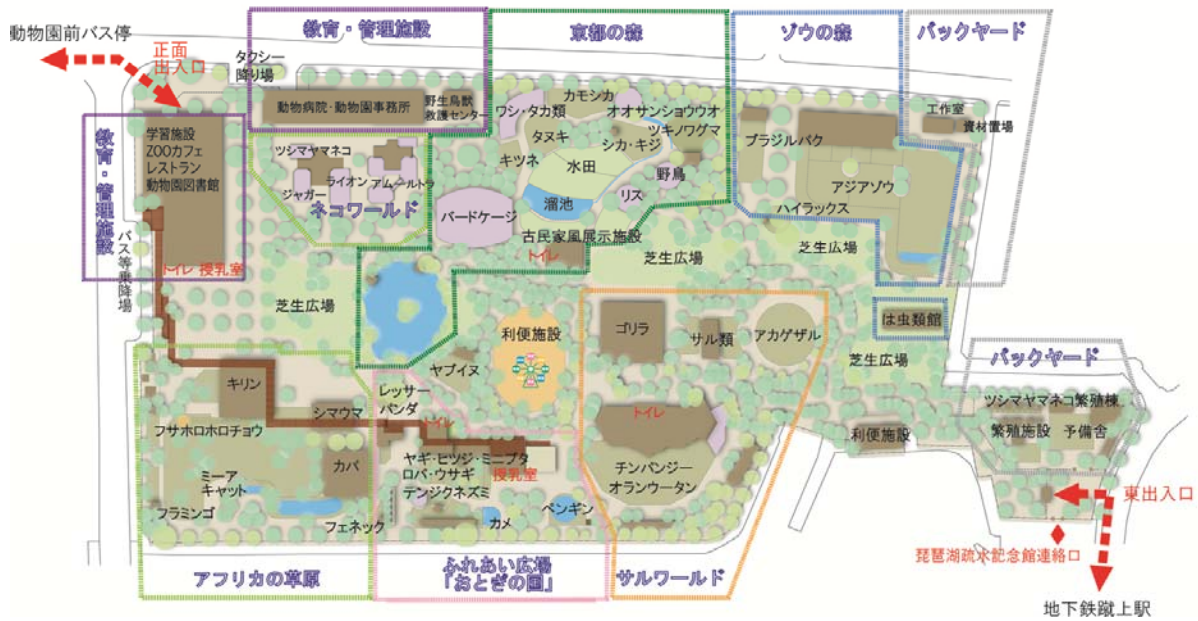 動物園前バス停
正面
出入口
タクシー
降り場
教育・管理施設
京都の森
ゾウの森
バックヤード
動物病院・動物園事務所
野生鳥獣
救護センター
ワシ・タカ類
カモシカ
オオサンショウウオ
ツキノワグマ
シカ・キジ
タヌキ
キツネ
水田
野鳥
リス
溜池
バードケージ
古民家風展示施設
トイレ
ブラジルバク
アジアゾウ
ハイラックス
工作室
資材置場
教育・管理施設
学習施設
ZOOカフェ
レストラン
動物園図書館
トイレ 授乳室
バス等乗降場
ツシマヤマネコ
ジャガー
ライオン
アムールトラ
ネコワールド
芝生広場
芝生広場
芝生広場
は虫類館
芝生広場
利便施設
ヤブイヌ
ゴリラ
サル類
アカゲザル
トイレ
チンパンジー
オランウータン
サルワールド
キリン
シマウマ
フサホロホロチョウ
カバ
ミーア
キャット
フラミンゴ
フェネック
アフリカの草原
レッサー
パンダ
トイレ
ヤギ・ヒツジ・ミニブタ
ロバ・ウサギ
テンジクネズミ
授乳室
カメ
ペンギン
ふれあい広場
「おとぎの国」
利便施設
バックヤード
ツシマヤマネコ繁殖棟
繁殖施設
予備舎
東出入口
琵琶湖疏水記念館連絡口
地下鉄蹴上駅